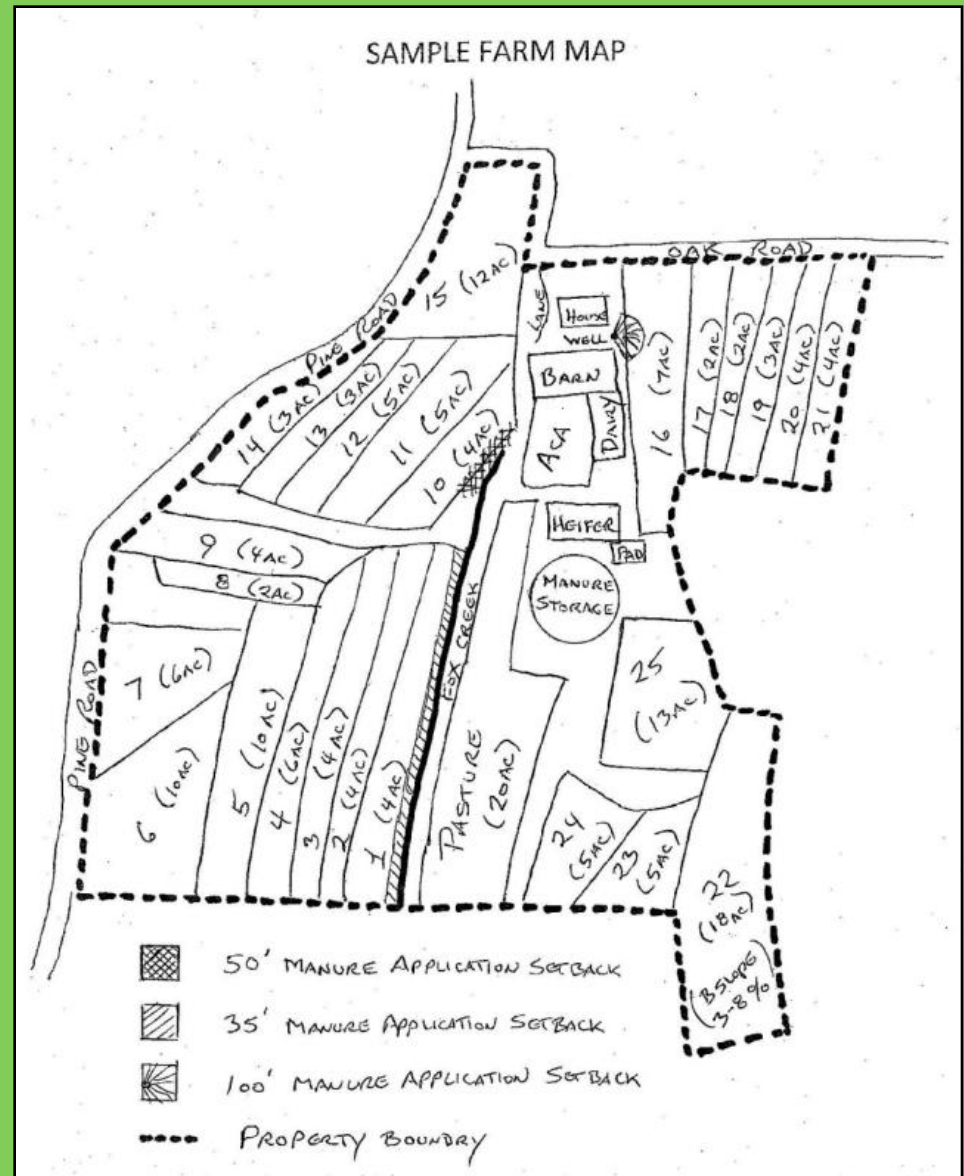 SAMPLE FARM MAP
OAK ROAD
15 (12AC)
PINE ROAD
LANE
HOUSE
WELL
BARN
DAIRY
ACA
14 (3AC)
13 (3AC)
12 (5AC)
11 (5AC)
10 (4AC)
16 (7AC)
17 (2AC)
18 (2AC)
19 (3AC)
20 (4AC)
21 (4AC)
HEIFER
PAD
MANURE
STORAGE
9 (4AC)
8 (2AC)
7 (6AC)
PINE ROAD
6 (10AC)
5 (10AC)
4 (6AC)
3 (4AC)
2 (4AC)
1 (4AC)
FOX CREEK
PASTURE
(20AC)
25
(13AC)
24
(5AC)
23
(5AC)
22
(18AC)
(B SLOPE
3-8%)
50' MANURE APPLICATION SETBACK
35' MANURE APPLICATION SETBACK
100' MANURE APPLICATION SETBACK
PROPERTY BOUNDRY